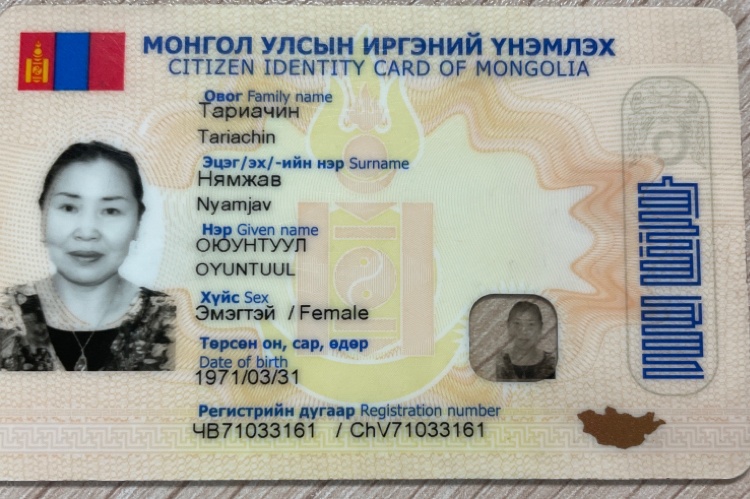 МОНГОЛ УЛСЫН ИРГЭНИЙ ҮНЭМЛЭХ
CITIZEN IDENTITY CARD OF MONGOLIA
Овог Family name
Тариачин
Tariachin
Эцэг/эх/-ийн нэр Surname
Нямжав
Nyamjav
Нэр Given name
ОЮУНТУУЛ
OYUNTUUL
Хүйс Sex
Эмэгтэй / Female
Төрсөн он, сар, өдөр
Date of birth
1971/03/31
Регистрийн дугаар Registration number
ЧВ71033161 / ChV71033161